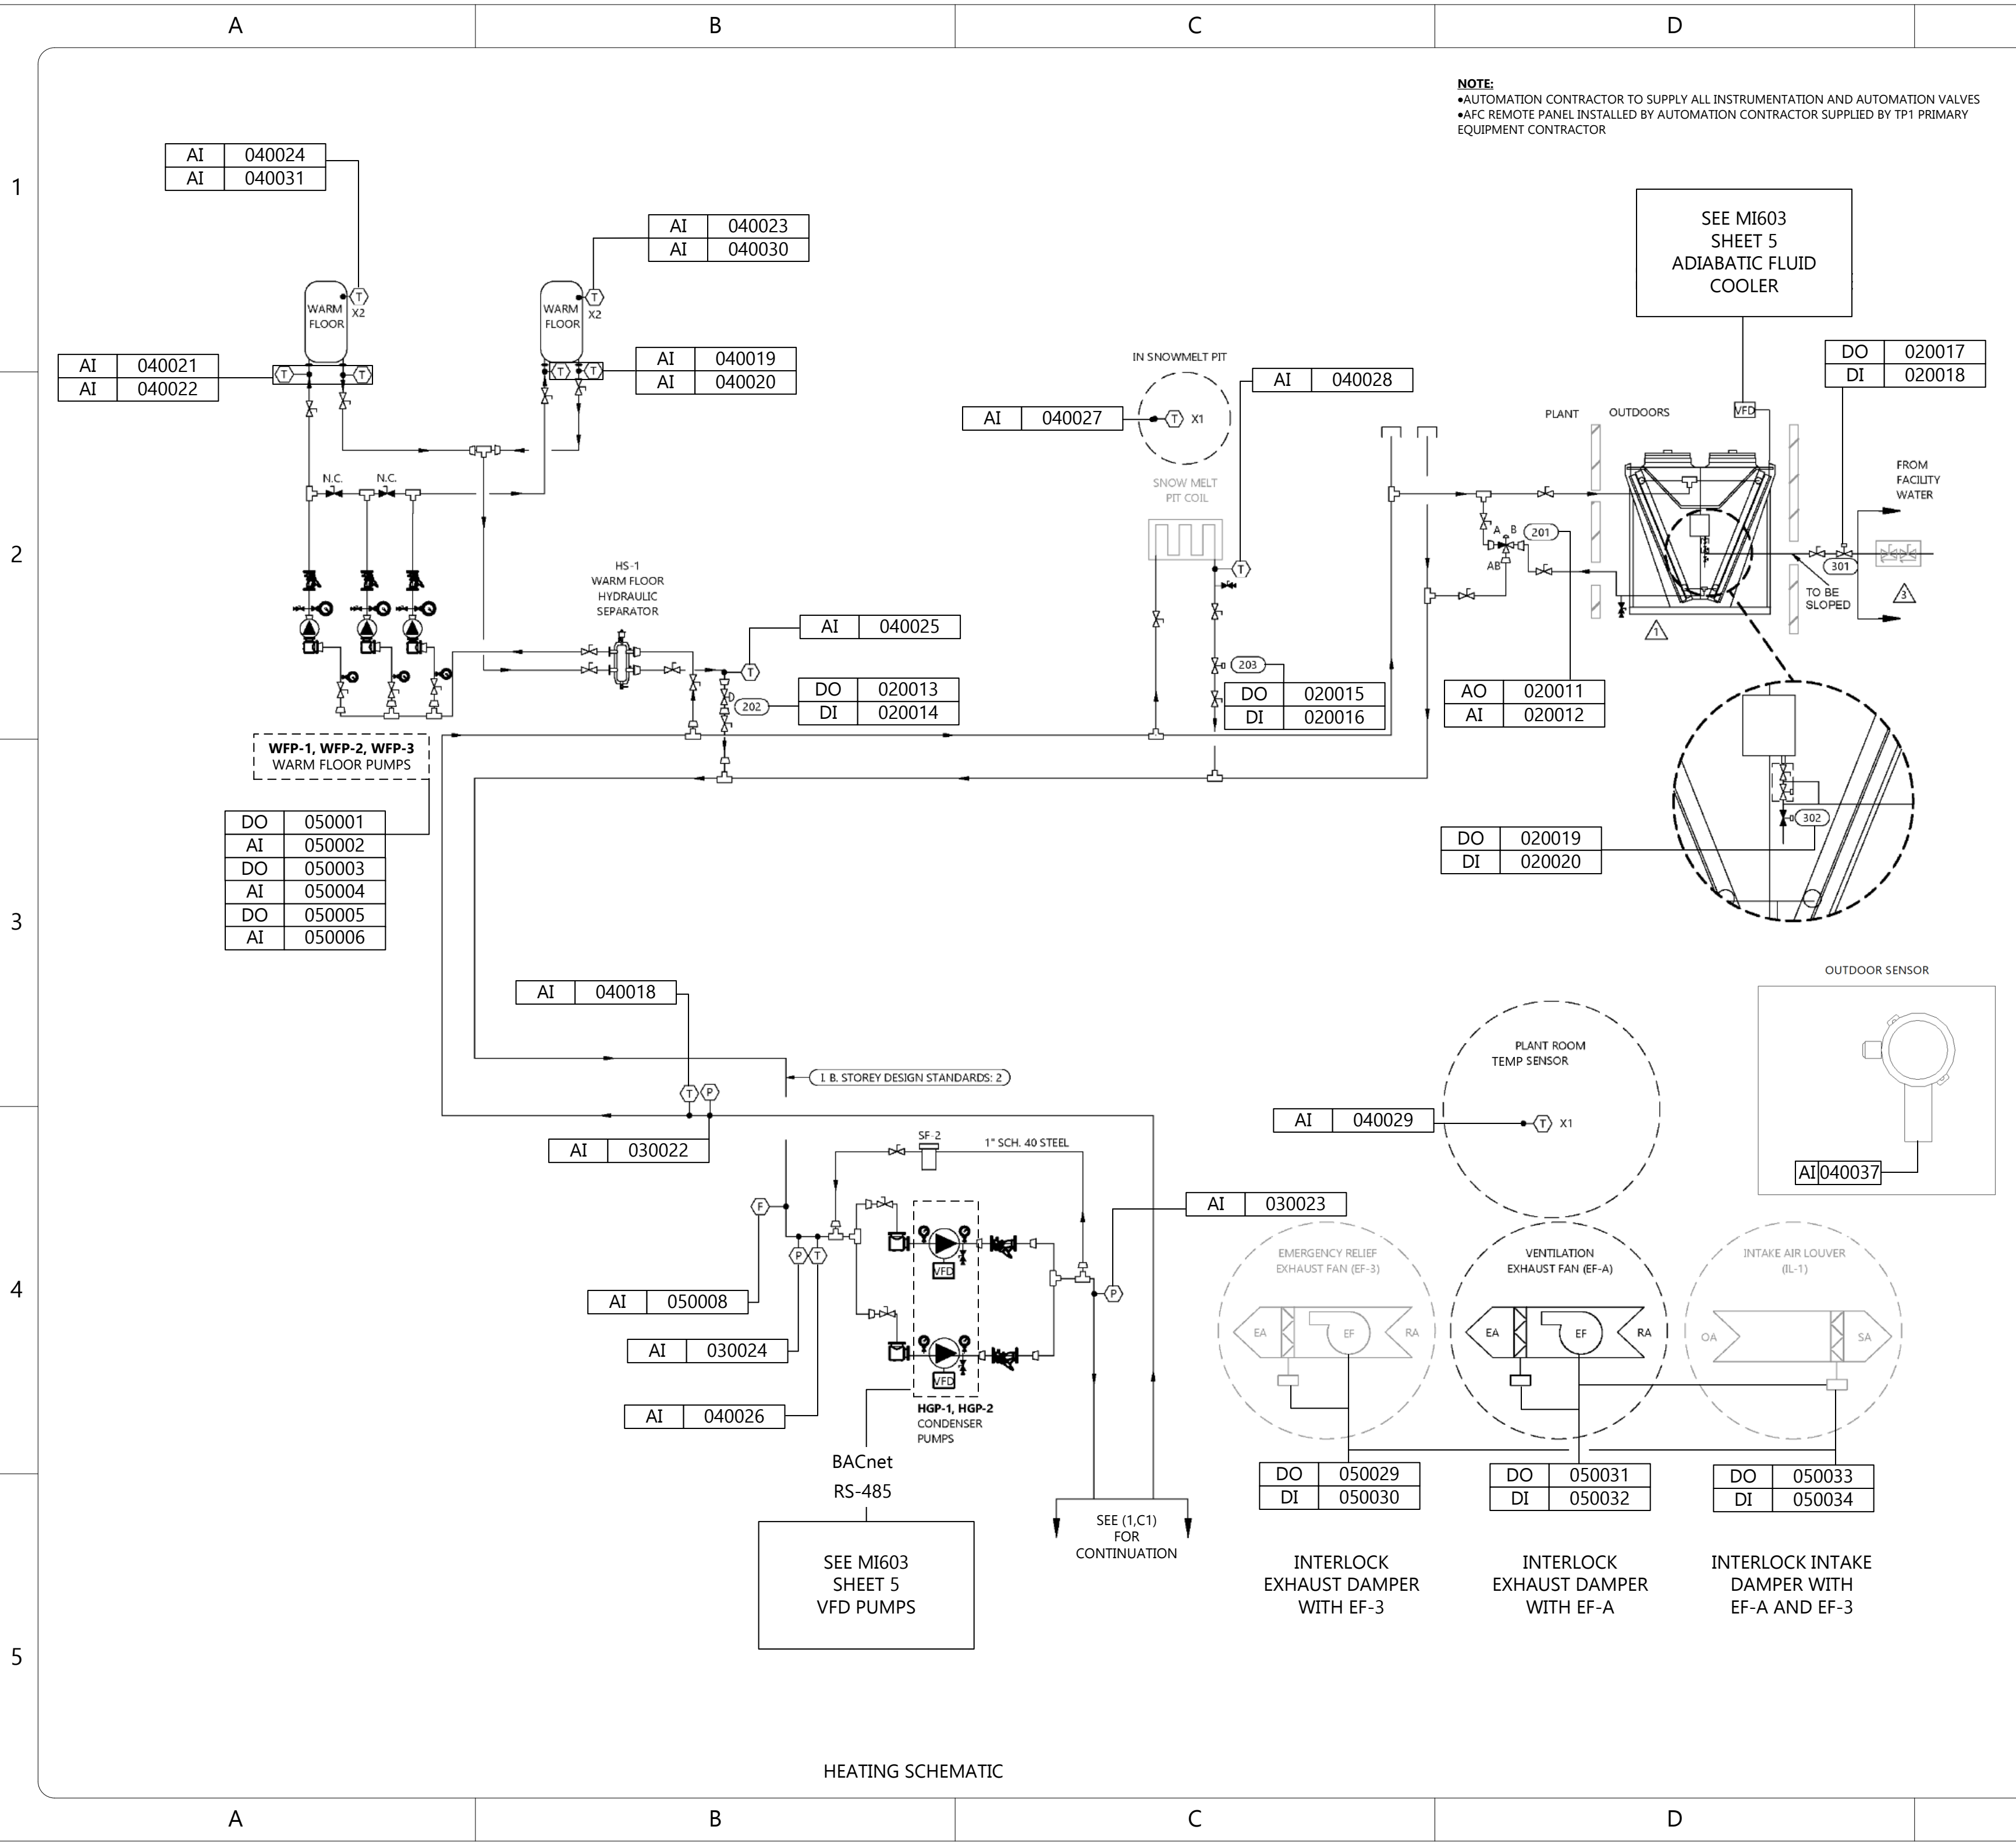 A B C D
NOTE:
•AUTOMATION CONTRACTOR TO SUPPLY ALL INSTRUMENTATION AND AUTOMATION VALVES
•AFC REMOTE PANEL INSTALLED BY AUTOMATION CONTRACTOR SUPPLIED BY TP1 PRIMARY
EQUIPMENT CONTRACTOR
1
AI 040024
AI 040031
AI 040023
AI 040030
SEE MI603
SHEET 5
ADIABATIC FLUID
COOLER
WARM
FLOOR
T
X2
WARM
FLOOR
T
X2
AI 040021
AI 040022
T T
T T
AI 040019
AI 040020
IN SNOWMELT PIT
AI 040028
AI 040027
T X1
DO 020017
DI 020018
PLANT OUTDOORS
VFD
N.C. N.C.
SNOW MELT
PIT COIL
FROM
FACILITY
WATER
2
A B 201
AB
T
301
TO BE
SLOPED
3
1
HS-1
WARM FLOOR
HYDRAULIC
SEPARATOR
AI 040025
T
DO 020013
DI 020014
202
203
DO 020015
DI 020016
AO 020011
AI 020012
WFP-1, WFP-2, WFP-3
WARM FLOOR PUMPS
DO 050001
AI 050002
DO 050003
AI 050004
DO 050005
AI 050006
302
DO 020019
DI 020020
3
OUTDOOR SENSOR
AI 040018
PLANT ROOM
TEMP SENSOR
I. B. STOREY DESIGN STANDARDS: 2
T P
AI 040029
T X1
AI 030022
SF-2
1" SCH. 40 STEEL
AI 040037
F
AI 030023
P T
VFD
P
EMERGENCY RELIEF
EXHAUST FAN (EF-3)
VENTILATION
EXHAUST FAN (EF-A)
INTAKE AIR LOUVER
(IL-1)
4
AI 050008
EA EF RA
EA EF RA
OA SA
AI 030024
VFD
AI 040026
HGP-1, HGP-2
CONDENSER
PUMPS
BACnet
RS-485
DO 050029
DI 050030
DO 050031
DI 050032
DO 050033
DI 050034
SEE (1,C1)
FOR
CONTINUATION
SEE MI603
SHEET 5
VFD PUMPS
INTERLOCK
EXHAUST DAMPER
WITH EF-3
INTERLOCK
EXHAUST DAMPER
WITH EF-A
INTERLOCK INTAKE
DAMPER WITH
EF-A AND EF-3
5
HEATING SCHEMATIC
A B C D